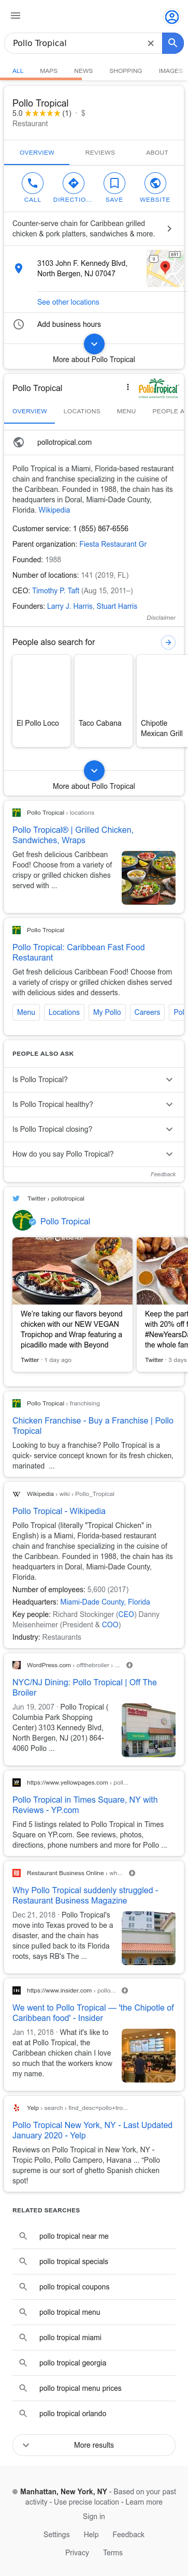 Pollo Tropical
ALL MAPS NEWS SHOPPING IMAGES
Pollo Tropical
5.0 (1) · $
Restaurant
OVERVIEW REVIEWS ABOUT
CALL DIRECTIO... SAVE WEBSITE
Counter-serve chain for Caribbean grilled
chicken & pork platters, sandwiches & more.
3103 John F. Kennedy Blvd,
North Bergen, NJ 07047
See other locations
Add business hours
More about Pollo Tropical
Pollo Tropical
OVERVIEW LOCATIONS MENU PEOPLE A
pollotropical.com
Pollo Tropical is a Miami, Florida-based restaurant
chain and franchise specializing in the cuisine of
the Caribbean. Founded in 1988, the chain has its
headquarters in Doral, Miami-Dade County,
Florida. Wikipedia
Customer service: 1 (855) 867-6556
Parent organization: Fiesta Restaurant Gr
Founded: 1988
Number of locations: 141 (2019, FL)
CEO: Timothy P. Taft (Aug 15, 2011–)
Founders: Larry J. Harris, Stuart Harris
Disclaimer
People also search for
El Pollo Loco
Taco Cabana
Chipotle
Mexican Grill
More about Pollo Tropical
Pollo Tropical › locations
Pollo Tropical® | Grilled Chicken,
Sandwiches, Wraps
Get fresh delicious Caribbean
Food! Choose from a variety of
crispy or grilled chicken dishes
served with ...
Pollo Tropical
Pollo Tropical: Caribbean Fast Food
Restaurant
Get fresh delicious Caribbean Food! Choose from
a variety of crispy or grilled chicken dishes served
with delicious sides and desserts.
Menu Locations My Pollo Careers Pol
PEOPLE ALSO ASK
Is Pollo Tropical?
Is Pollo Tropical healthy?
Is Pollo Tropical closing?
How do you say Pollo Tropical?
Feedback
Twitter › pollotropical
Pollo Tropical
We're taking our flavors beyond
chicken with our NEW VEGAN
Tropichop and Wrap featuring a
picadillo made with Beyond
Twitter · 1 day ago
Keep the part
with 20% off f
#NewYearsDa
the whole fam
Twitter · 3 days
Pollo Tropical › franchising
Chicken Franchise - Buy a Franchise | Pollo
Tropical
Looking to buy a franchise? Pollo Tropical is a
quick- service concept known for its fresh chicken,
marinated ...
Wikipedia › wiki › Pollo_Tropical
Pollo Tropical - Wikipedia
Pollo Tropical (literally "Tropical Chicken" in
English) is a Miami, Florida-based restaurant
chain and franchise specializing in the cuisine of
the Caribbean. Founded in 1988, the chain has its
headquarters in Doral, Miami-Dade County,
Florida.
Number of employees: 5,600 (2017)
Headquarters: Miami-Dade County, Florida
Key people: Richard Stockinger (CEO) Danny
Meisenheimer (President & COO)
Industry: Restaurants
WordPress.com › offthebroiler › ...
NYC/NJ Dining: Pollo Tropical | Off The
Broiler
Jun 19, 2007 · Pollo Tropical (
Columbia Park Shopping
Center) 3103 Kennedy Blvd,
North Bergen, NJ (201) 864-
4060 Pollo ...
https://www.yellowpages.com › poll...
Pollo Tropical in Times Square, NY with
Reviews - YP.com
Find 5 listings related to Pollo Tropical in Times
Square on YP.com. See reviews, photos,
directions, phone numbers and more for Pollo ...
Restaurant Business Online › wh...
Why Pollo Tropical suddenly struggled -
Restaurant Business Magazine
Dec 21, 2018 · Pollo Tropical's
move into Texas proved to be a
disaster, and the chain has
since pulled back to its Florida
roots, says RB's The ...
https://www.insider.com › pollo...
We went to Pollo Tropical — 'the Chipotle of
Caribbean food' - Insider
Jan 11, 2018 · What it's like to
eat at Pollo Tropical, the
Caribbean chicken chain I love
so much that the workers know
my name.
Yelp › search › find_desc=pollo+tro...
Pollo Tropical New York, NY - Last Updated
January 2020 - Yelp
Reviews on Pollo Tropical in New York, NY -
Tropic Pollo, Pollo Campero, Havana ... "Pollo
supreme is our sort of ghetto Spanish chicken
spot!
RELATED SEARCHES
pollo tropical near me
pollo tropical specials
pollo tropical coupons
pollo tropical menu
pollo tropical miami
pollo tropical georgia
pollo tropical menu prices
pollo tropical orlando
More results
Manhattan, New York, NY - Based on your past
activity - Use precise location - Learn more
Sign in
Settings Help Feedback
Privacy Terms